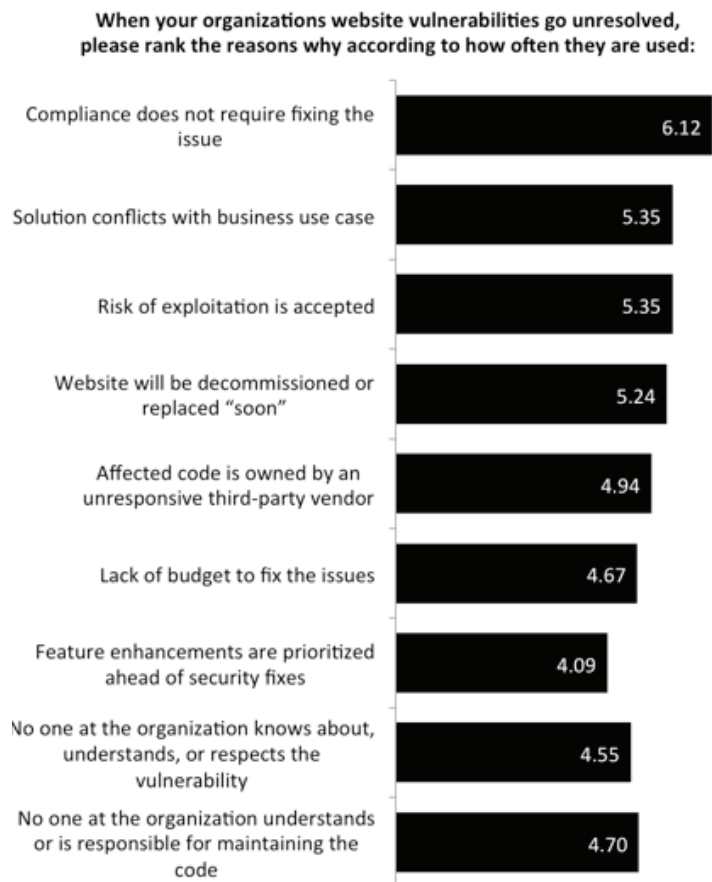 When your organizations website vulnerabilities go unresolved,
please rank the reasons why according to how often they are used:
Compliance does not require fixing the
issue
6.12
Solution conflicts with business use case
5.35
Risk of exploitation is accepted
5.35
Website will be decommissioned or
replaced “soon”
5.24
Affected code is owned by an
unresponsive third-party vendor
4.94
Lack of budget to fix the issues
4.67
Feature enhancements are prioritized
ahead of security fixes
4.09
No one at the organization knows about,
understands, or respects the
vulnerability
4.55
No one at the organization understands
or is responsible for maintaining the
code
4.70